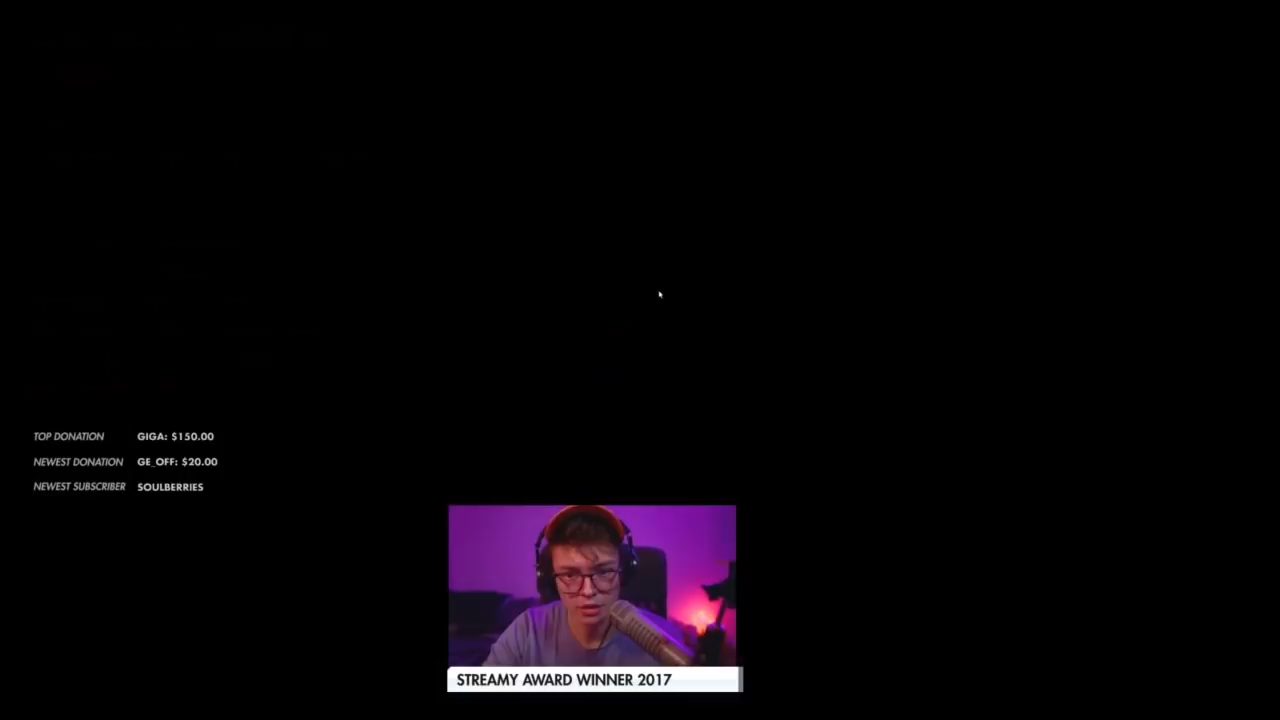 TOP DONATION GIGA: $150.00
NEWEST DONATION GE_OFF: $20.00
NEWEST SUBSCRIBER SOULBERRIES
STREAMY AWARD WINNER 2017